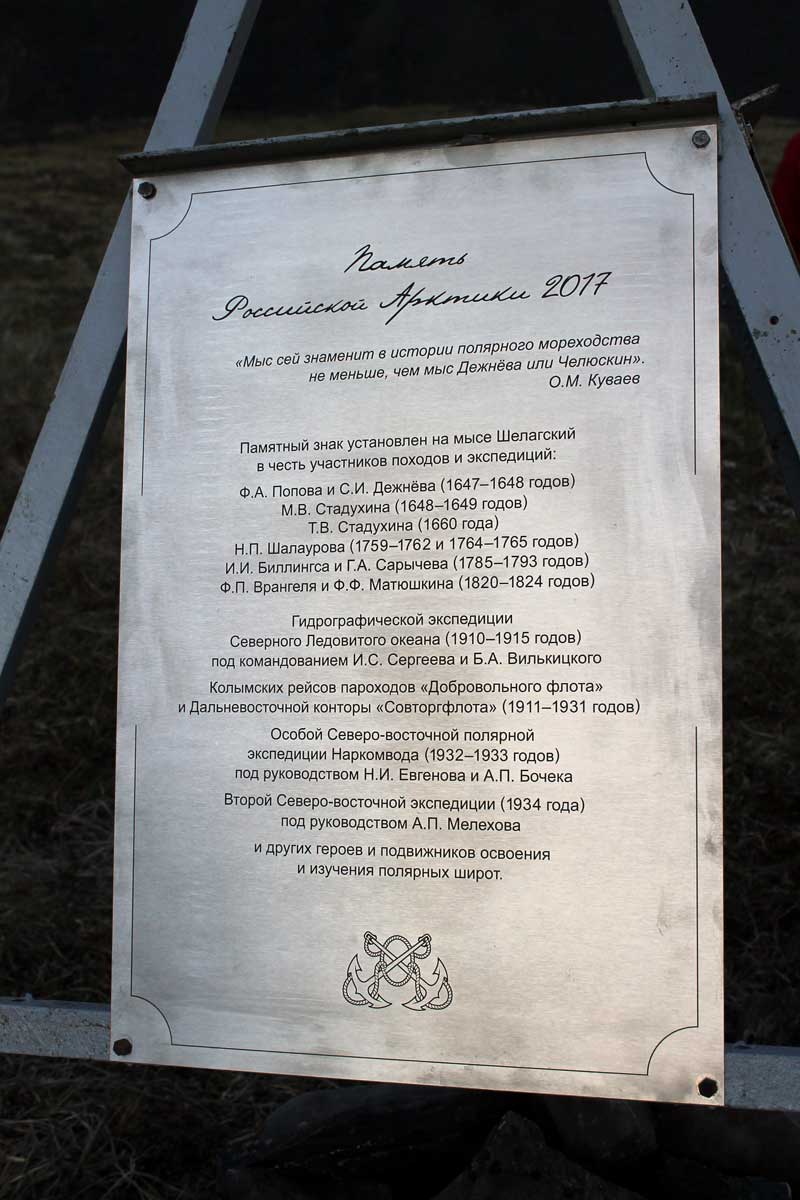 Память
Российской Арктики 2017
«Мыс сей знаменит в истории полярного мореходства
не меньше, чем мыс Дежнёва или Челюскин».
О.М. Куваев
Памятный знак установлен на мысе Шелагский
в честь участников походов и экспедиций:
Ф.А. Попова и С.И. Дежнёва (1647–1648 годов)
М.В. Стадухина (1648–1649 годов)
Т.В. Стадухина (1660 года)
Н.П. Шалаурова (1759–1762 и 1764–1765 годов)
И.И. Биллингса и Г.А. Сарычева (1785–1793 годов)
Ф.П. Врангеля и Ф.Ф. Матюшкина (1820–1824 годов)
Гидрографической экспедиции
Северного Ледовитого океана (1910–1915 годов)
под командованием И.С. Сергеева и Б.А. Вилькицкого
Колымских рейсов пароходов «Добровольного флота»
и Дальневосточной конторы «Совторгфлота» (1911–1931 годов)
Особой Северо-восточной полярной
экспедиции Наркомвода (1932–1933 годов)
под руководством Н.И. Евгенова и А.П. Бочека
Второй Северо-восточной экспедиции (1934 года)
под руководством А.П. Мелехова
и других героев и подвижников освоения
и изучения полярных широт.